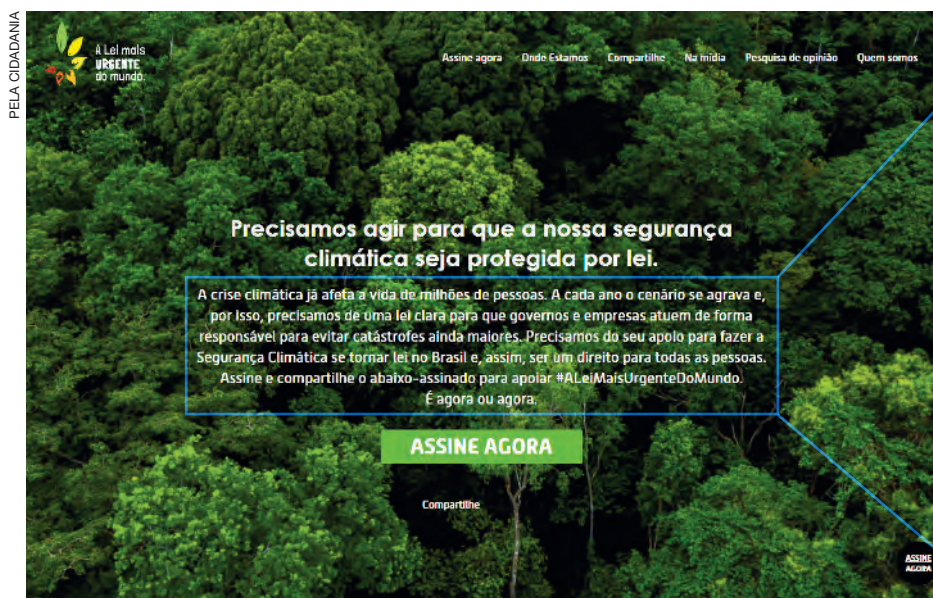 PELA CIDADANIA
A Lei mais
URGENTE
do mundo.
Assine agora Onde Estamos Compartilhe Na mídia Pesquisa de opinião Quem somos
Precisamos agir para que a nossa segurança
climática seja protegida por lei.
A crise climática já afeta a vida de milhões de pessoas. A cada ano o cenário se agrava e,
por isso, precisamos de uma lei clara para que governos e empresas atuem de forma
responsável para evitar catástrofes ainda maiores. Precisamos do seu apoio para fazer a
Segurança Climática se tornar lei no Brasil e, assim, ser um direito para todas as pessoas.
Assine e compartilhe o abaixo-assinado para apoiar #ALeiMaisUrgenteDoMundo.
É agora ou agora.
ASSINE AGORA
Compartilhe
ASSINE
AGORA